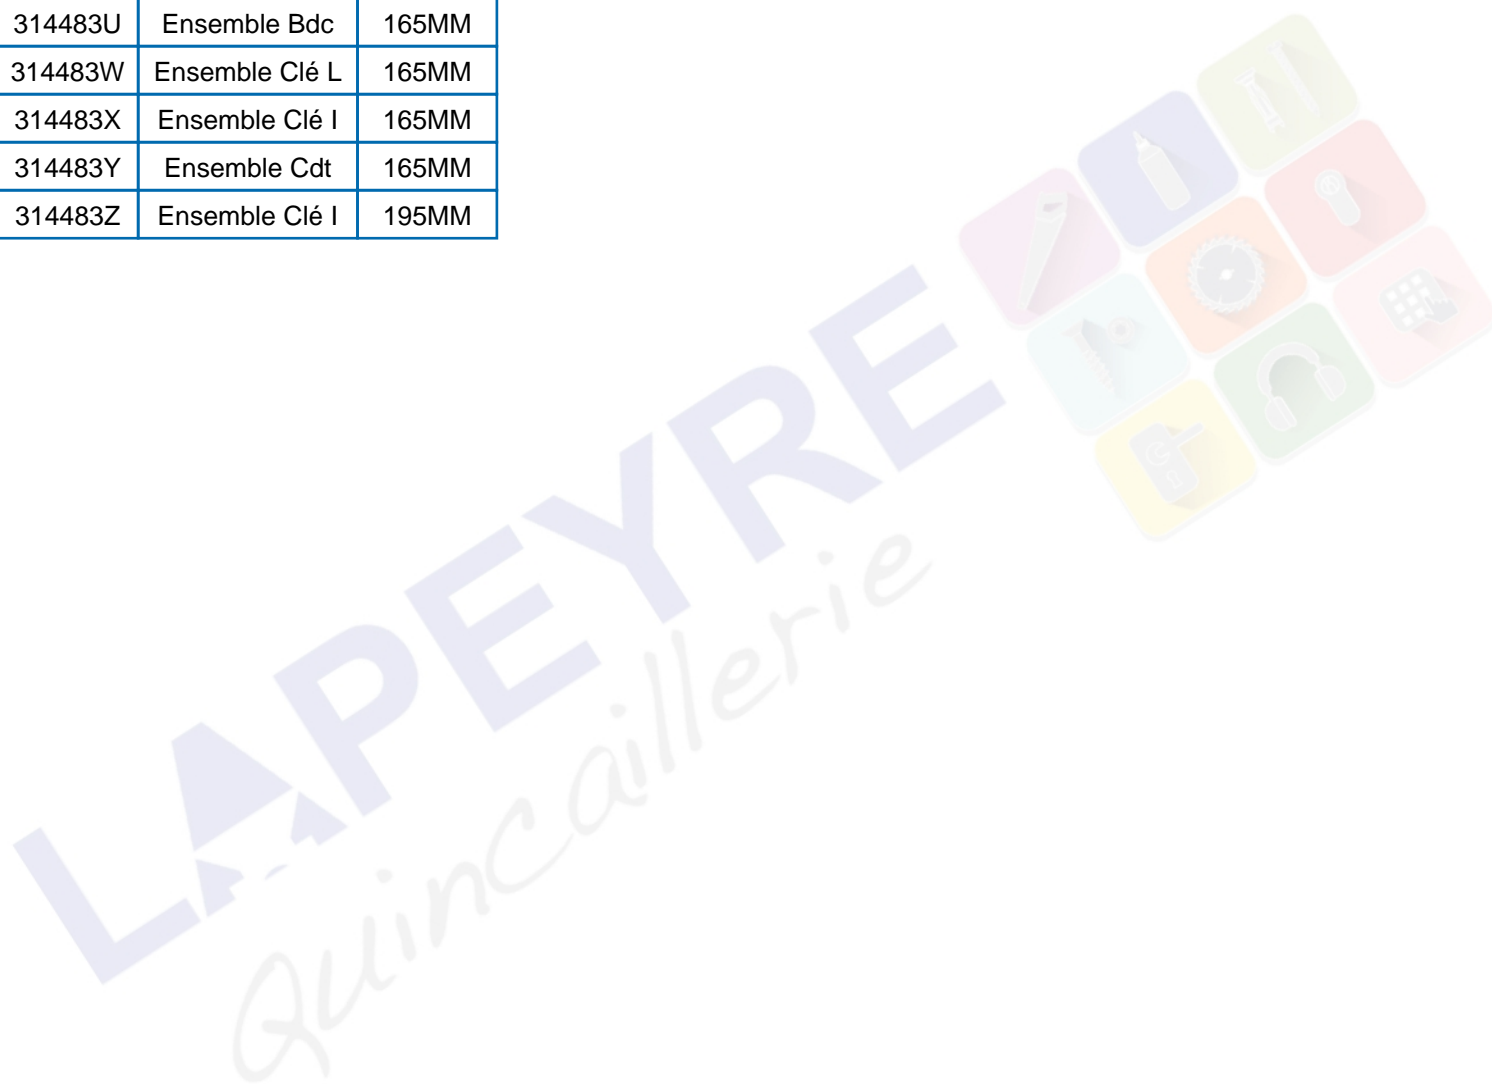 314483U Ensemble Bdc 165MM
314483W Ensemble Clé L 165MM
314483X Ensemble Clé I 165MM
314483Y Ensemble Cdt 165MM
314483Z Ensemble Clé I 195MM
LAPEYRE
Quincaillerie